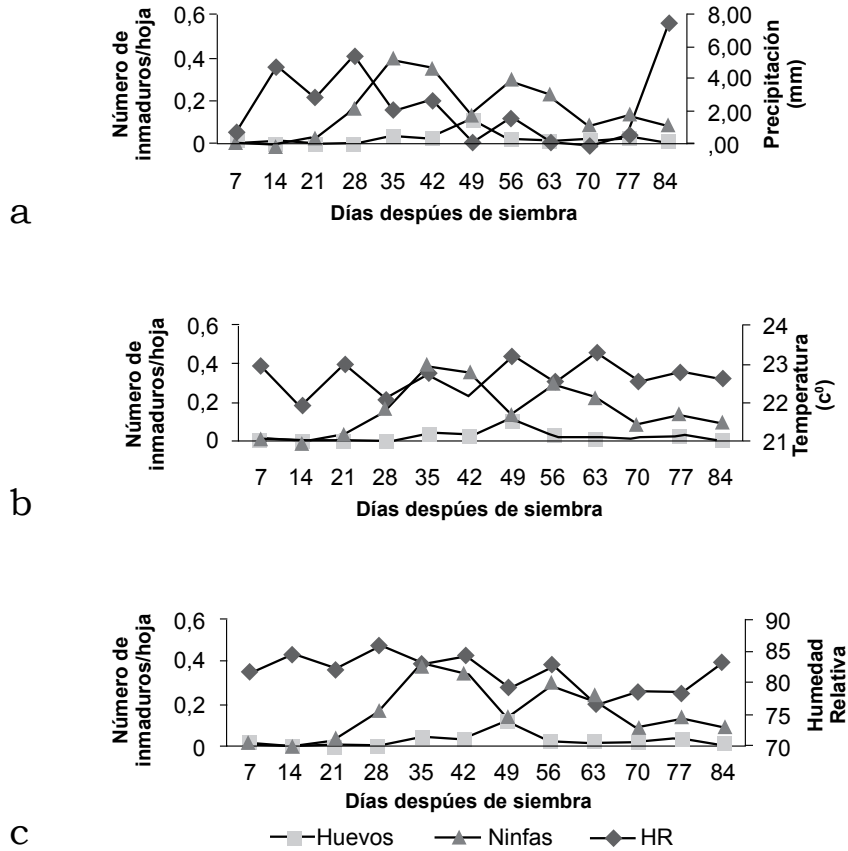 Número de
inmaduros/hoja
0,6
0,4
0,2
0
8,00
6,00
4,00
2,00
,00
Precipitación
(mm)
7 14 21 28 35 42 49 56 63 70 77 84
Días despúes de siembra
a
Número de
inmaduros/hoja
0,6
0,4
0,2
0
24
23
22
21
Temperatura
(cº)
7 14 21 28 35 42 49 56 63 70 77 84
Días despúes de siembra
b
Número de
inmaduros/hoja
0,6
0,4
0,2
0
90
85
80
75
70
Humedad
Relativa
7 14 21 28 35 42 49 56 63 70 77 84
Días despúes de siembra
c
Huevos Ninfas HR